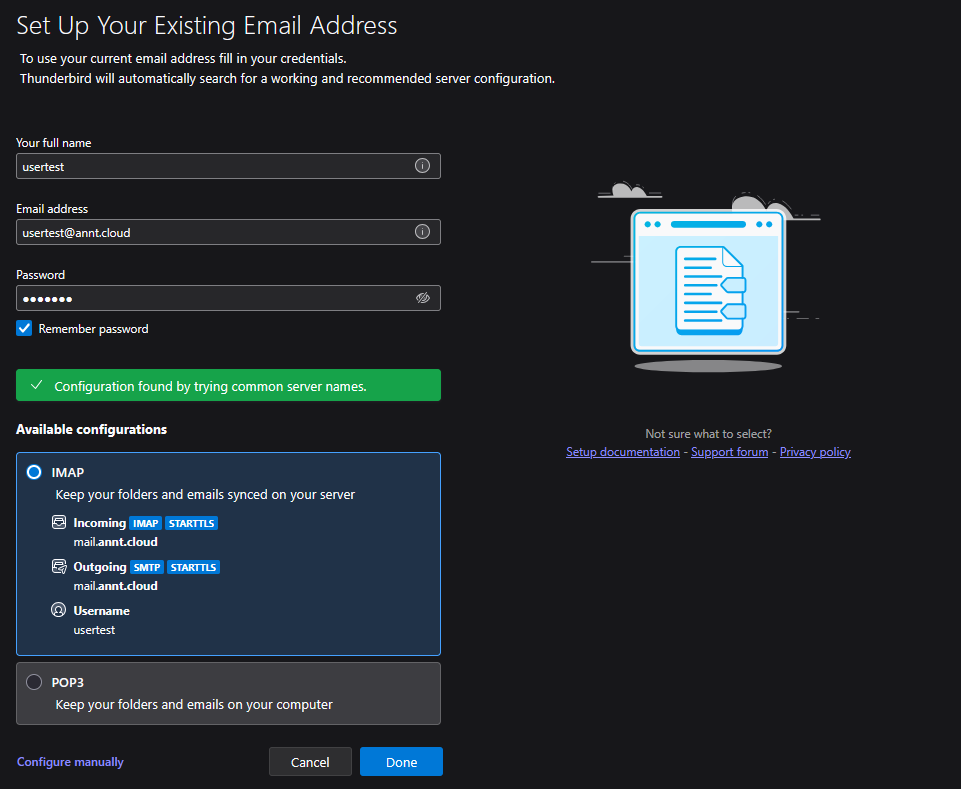 Set Up Your Existing Email Address
To use your current email address fill in your credentials.
Thunderbird will automatically search for a working and recommended server configuration.
Your full name
usertest
Email address
usertest@annt.cloud
Password
●●●●●●●
Remember password
Configuration found by trying common server names.
Available configurations
IMAP
Keep your folders and emails synced on your server
Incoming IMAP STARTTLS
mail.annt.cloud
Outgoing SMTP STARTTLS
mail.annt.cloud
Username
usertest
POP3
Keep your folders and emails on your computer
Configure manually
Cancel
Done
Not sure what to select?
Setup documentation - Support forum - Privacy policy